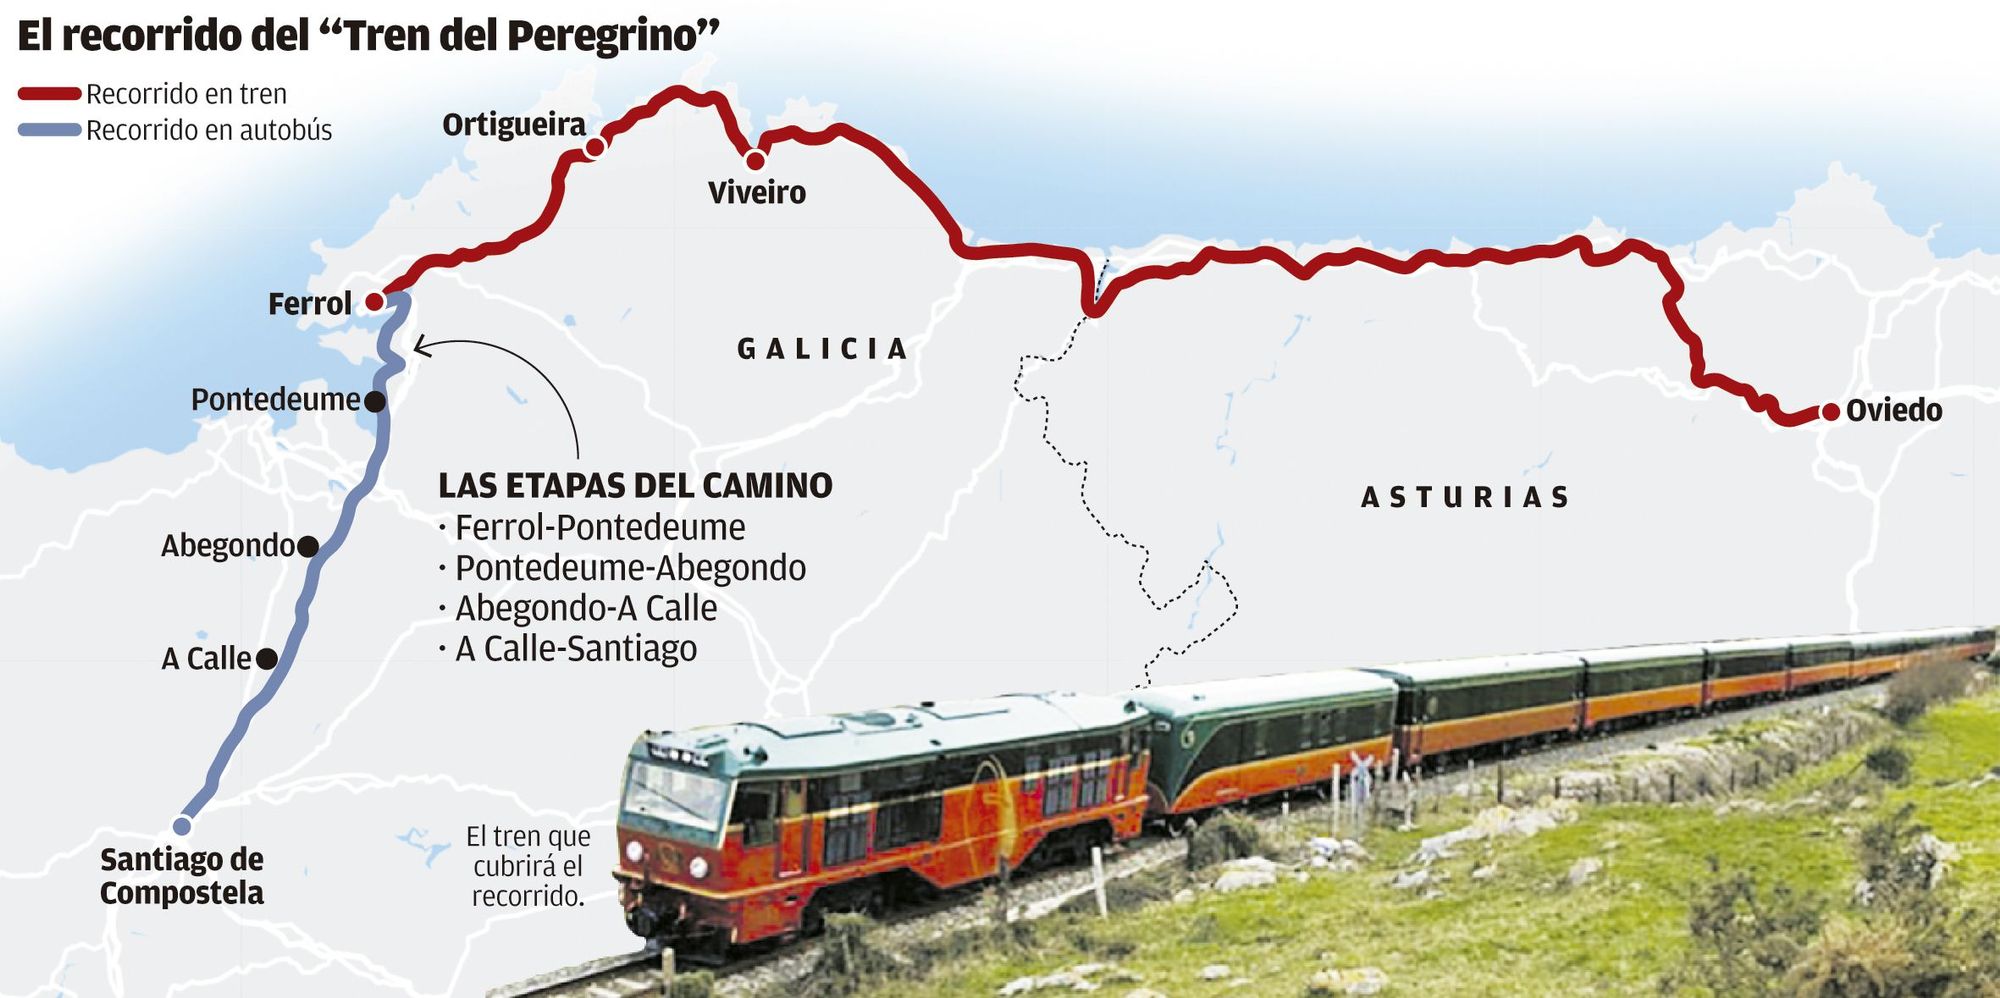 El recorrido del “Tren del Peregrino”
Recorrido en tren
Recorrido en autobús
Ortigueira
Viveiro
Ferrol
GALICIA
Pontedeume
Oviedo
LAS ETAPAS DEL CAMINO
· Ferrol-Pontedeume
· Pontedeume-Abegondo
· Abegondo-A Calle
· A Calle-Santiago
ASTURIAS
Abegondo
A Calle
Santiago de
Compostela
El tren que
cubrirá el
recorrido.